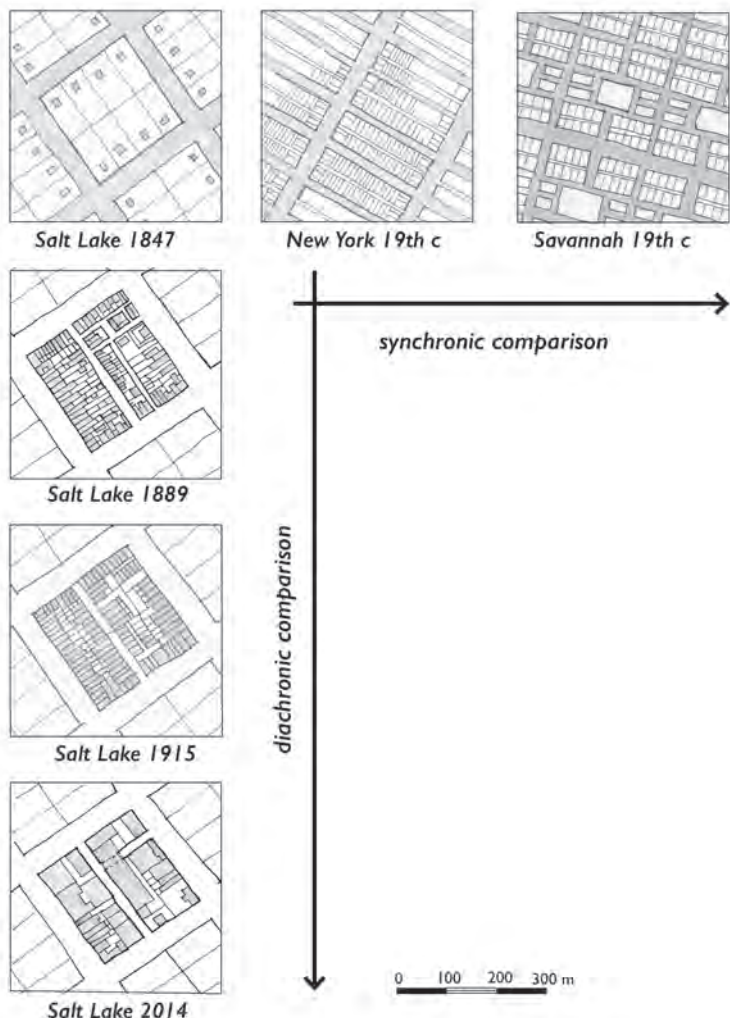 Salt Lake 1847
New York 19th c
Savannah 19th c
synchronic comparison
Salt Lake 1889
diachronic comparison
Salt Lake 1915
Salt Lake 2014
0 100 200 300 m